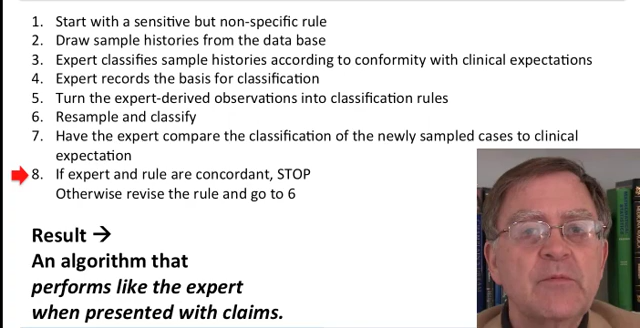 1. Start with a sensitive but non-specific rule
2. Draw sample histories from the data base
3. Expert classifies sample histories according to conformity with clinical expectations
4. Expert records the basis for classification
5. Turn the expert-derived observations into classification rules
6. Resample and classify
7. Have the expert compare the classification of the newly sampled cases to clinical
expectation
8. If expert and rule are concordant, STOP
Otherwise revise the rule and go to 6
Result →
An algorithm that
performs like the expert
when presented with claims.